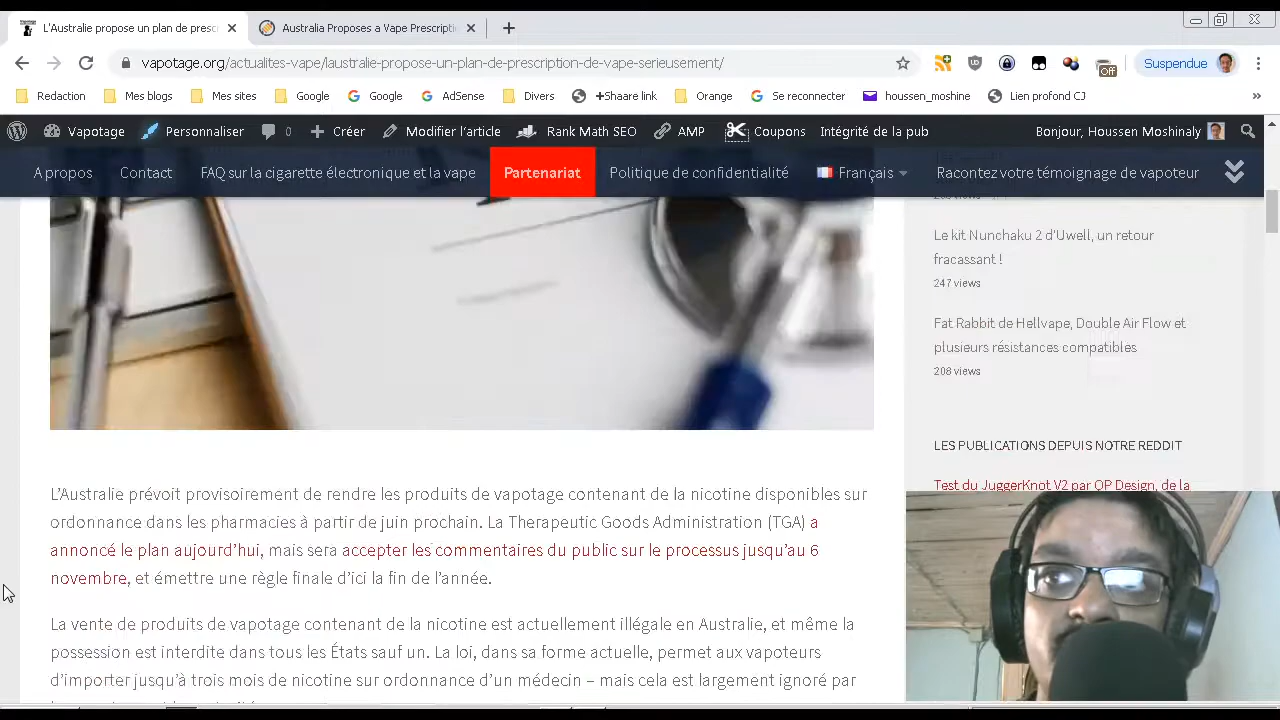 L'Australie propose un plan de presc
Australia Proposes a Vape Prescripti
vapotage.org/actualites-vape/laustralie-propose-un-plan-de-prescription-de-vape-serieusement/
Off
Suspendue
Redaction
Mes blogs
Mes sites
Google
Google
AdSense
Divers
+Shaare link
Orange
Se reconnecter
houssen_moshine
Lien profond CJ
»
Vapotage
Personnaliser
0
Créer
Modifier l'article
Rank Math SEO
AMP
Coupons
Intégrité de la pub
Bonjour, Houssen Moshinaly
A propos
Contact
FAQ sur la cigarette électronique et la vape
Partenariat
Politique de confidentialité
Français
Racontez votre témoignage de vapoteur
Le kit Nunchaku 2 d'Uwell, un retour
fracassant !
247 views
Fat Rabbit de Hellvape, Double Air Flow et
plusieurs résistances compatibles
208 views
LES PUBLICATIONS DEPUIS NOTRE REDDIT
Test du JuggerKnot V2 par QP Design, de la
L'Australie prévoit provisoirement de rendre les produits de vapotage contenant de la nicotine disponibles sur
ordonnance dans les pharmacies à partir de juin prochain. La Therapeutic Goods Administration (TGA) a
annoncé le plan aujourd'hui, mais sera accepter les commentaires du public sur le processus jusqu'au 6
novembre, et émettre une règle finale d'ici la fin de l'année.
La vente de produits de vapotage contenant de la nicotine est actuellement illégale en Australie, et même la
possession est interdite dans tous les États sauf un. La loi, dans sa forme actuelle, permet aux vapoteurs
d'importer jusqu'à trois mois de nicotine sur ordonnance d'un médecin – mais cela est largement ignoré par